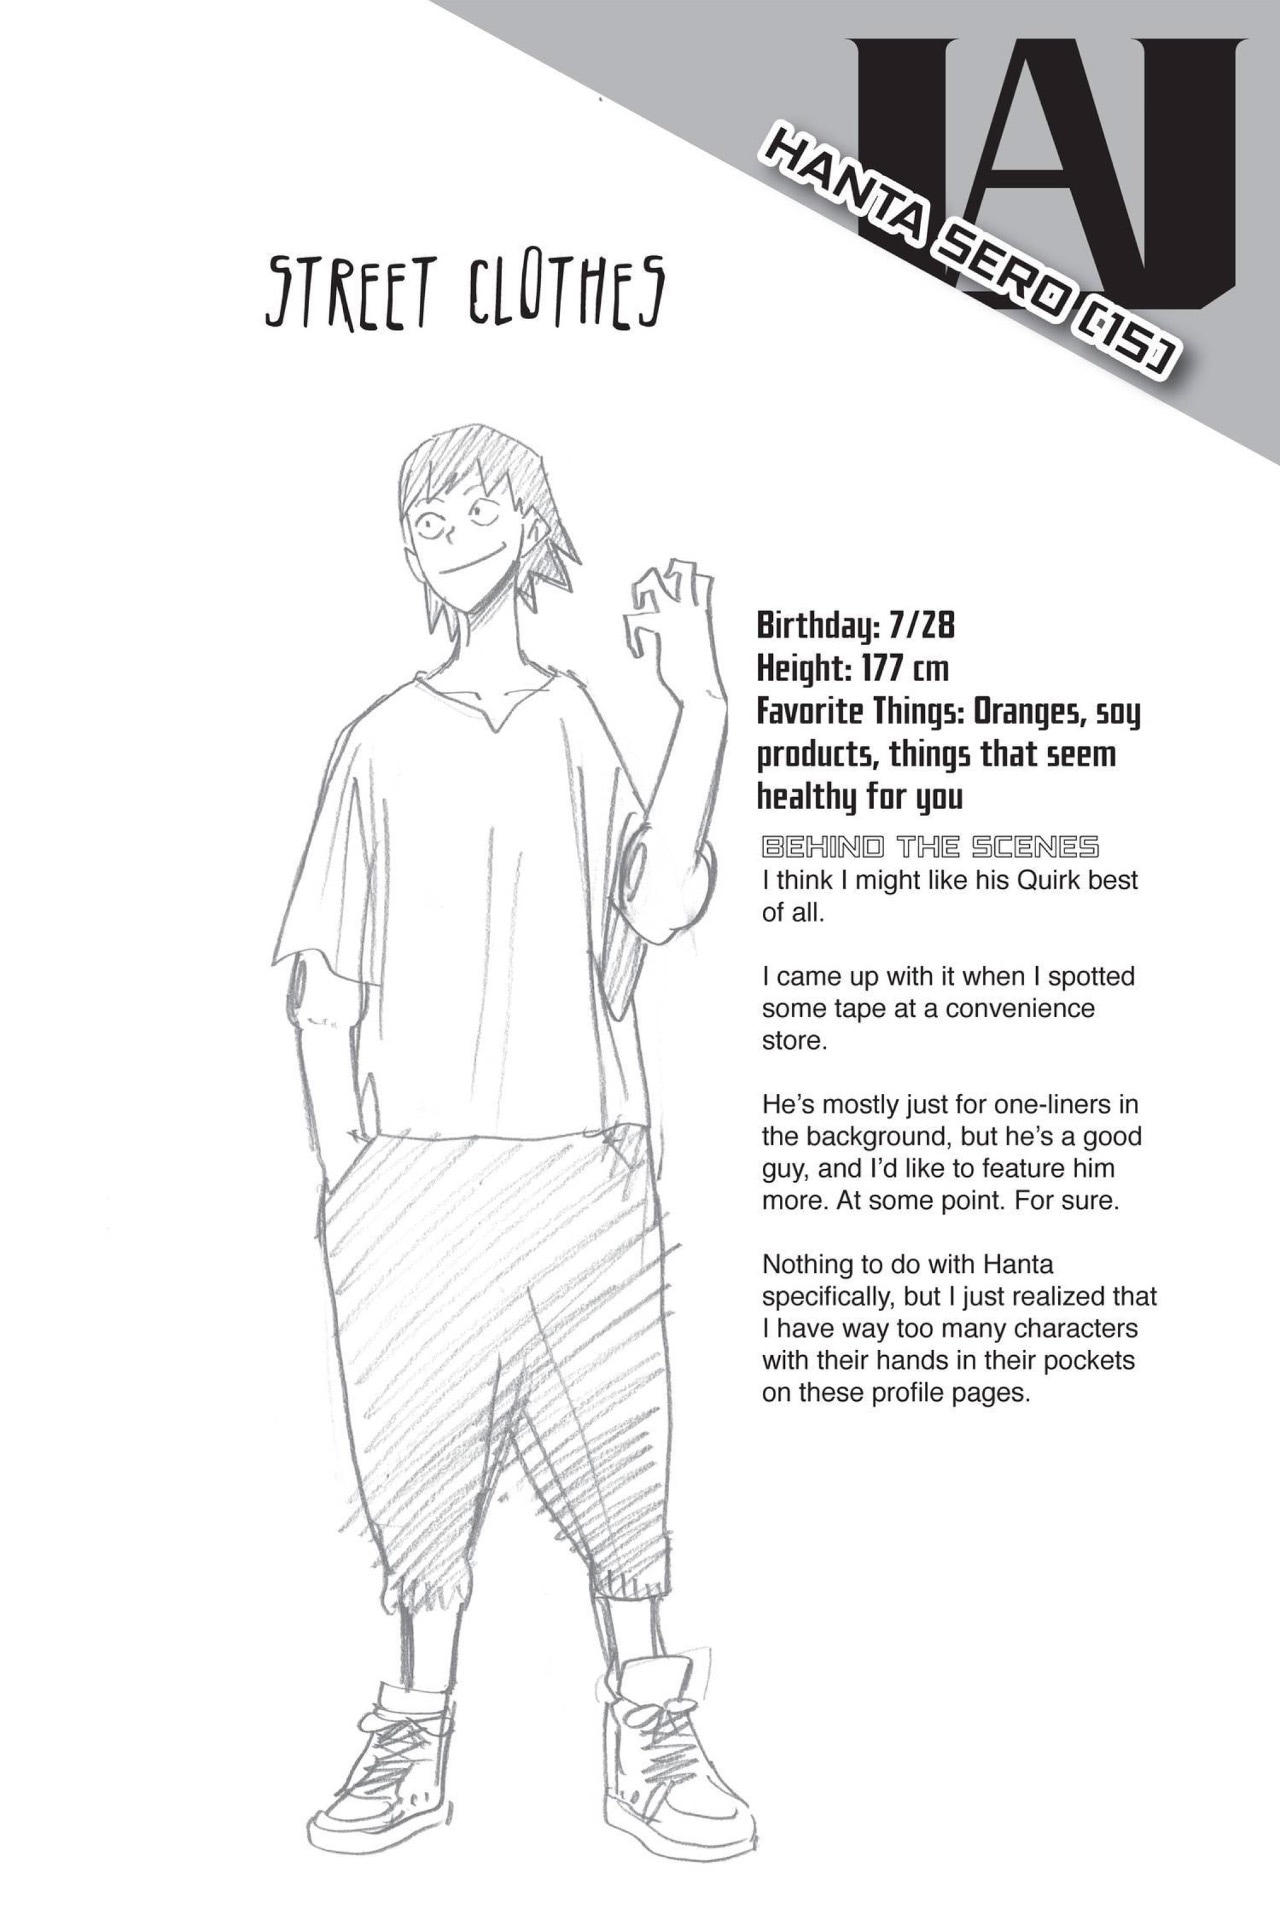 UA
HANTA SERO (15)
STREET CLOTHES
Birthday: 7/28
Height: 177 cm
Favorite Things: Oranges, soy
products, things that seem
healthy for you
BEHIND THE SCENES
I think I might like his Quirk best
of all.
I came up with it when I spotted
some tape at a convenience
store.
He’s mostly just for one-liners in
the background, but he’s a good
guy, and I’d like to feature him
more. At some point. For sure.
Nothing to do with Hanta
specifically, but I just realized that
I have way too many characters
with their hands in their pockets
on these profile pages.